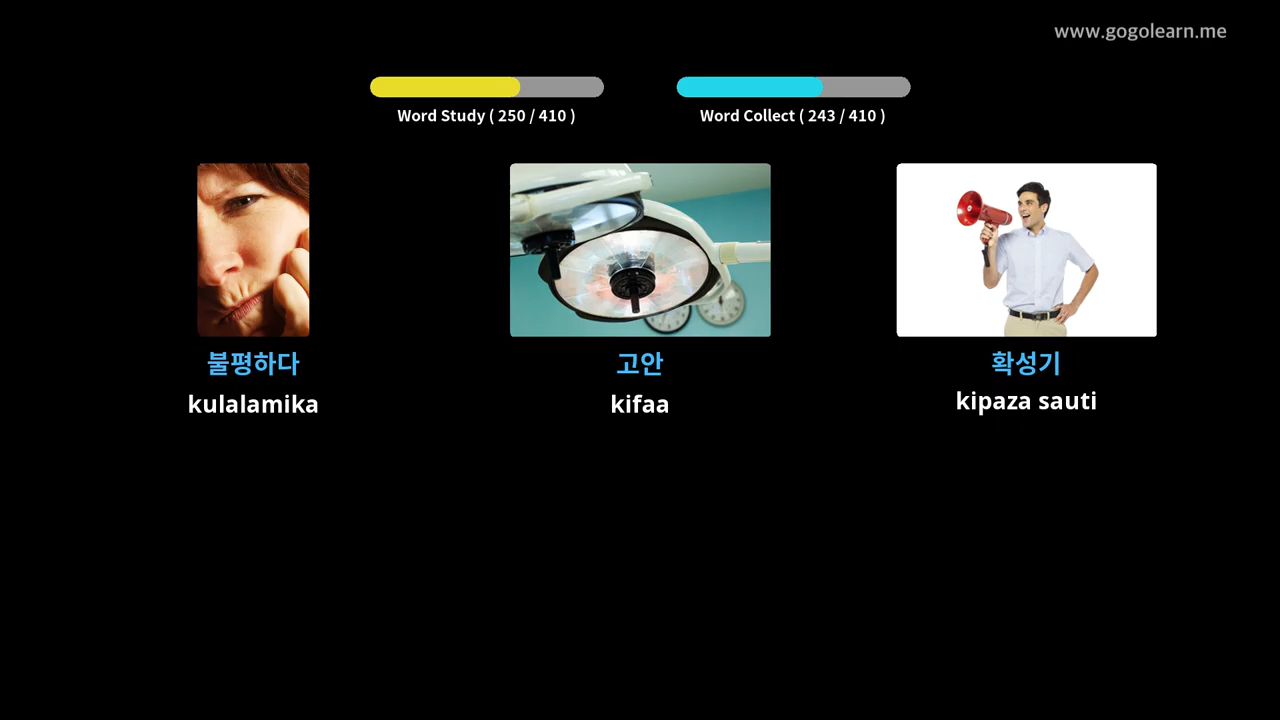 www.gogolearn.me
Word Study ( 250 / 410 )
Word Collect ( 243 / 410 )
불평하다
고안
확성기
kulalamika
kifaa
kipaza sauti